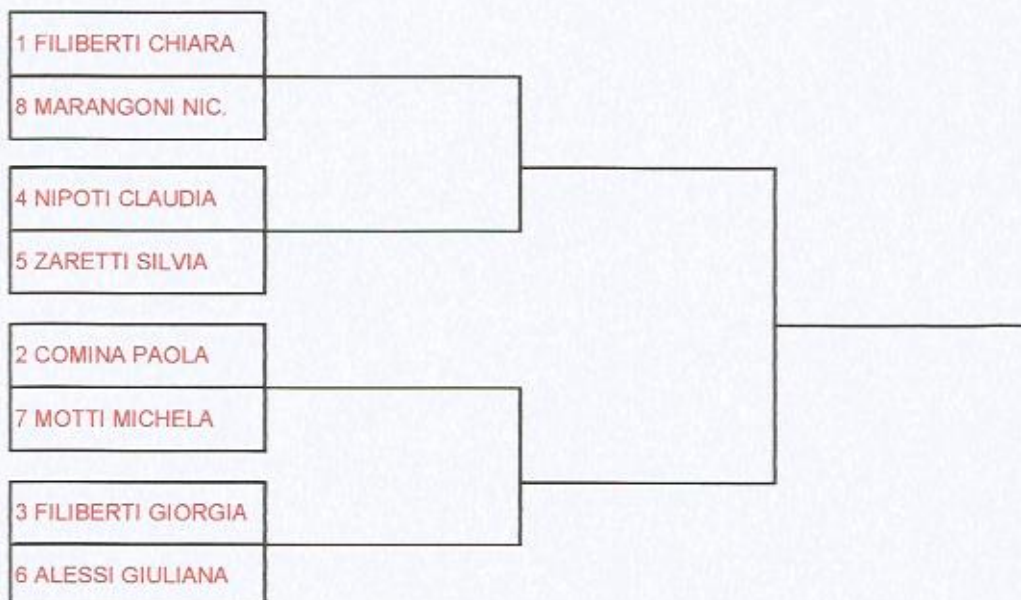 1 FILIBERTI CHIARA
8 MARANGONI NIC.
4 NIPOTI CLAUDIA
5 ZARETTI SILVIA
2 COMINA PAOLA
7 MOTTI MICHELA
3 FILIBERTI GIORGIA
6 ALESSI GIULIANA